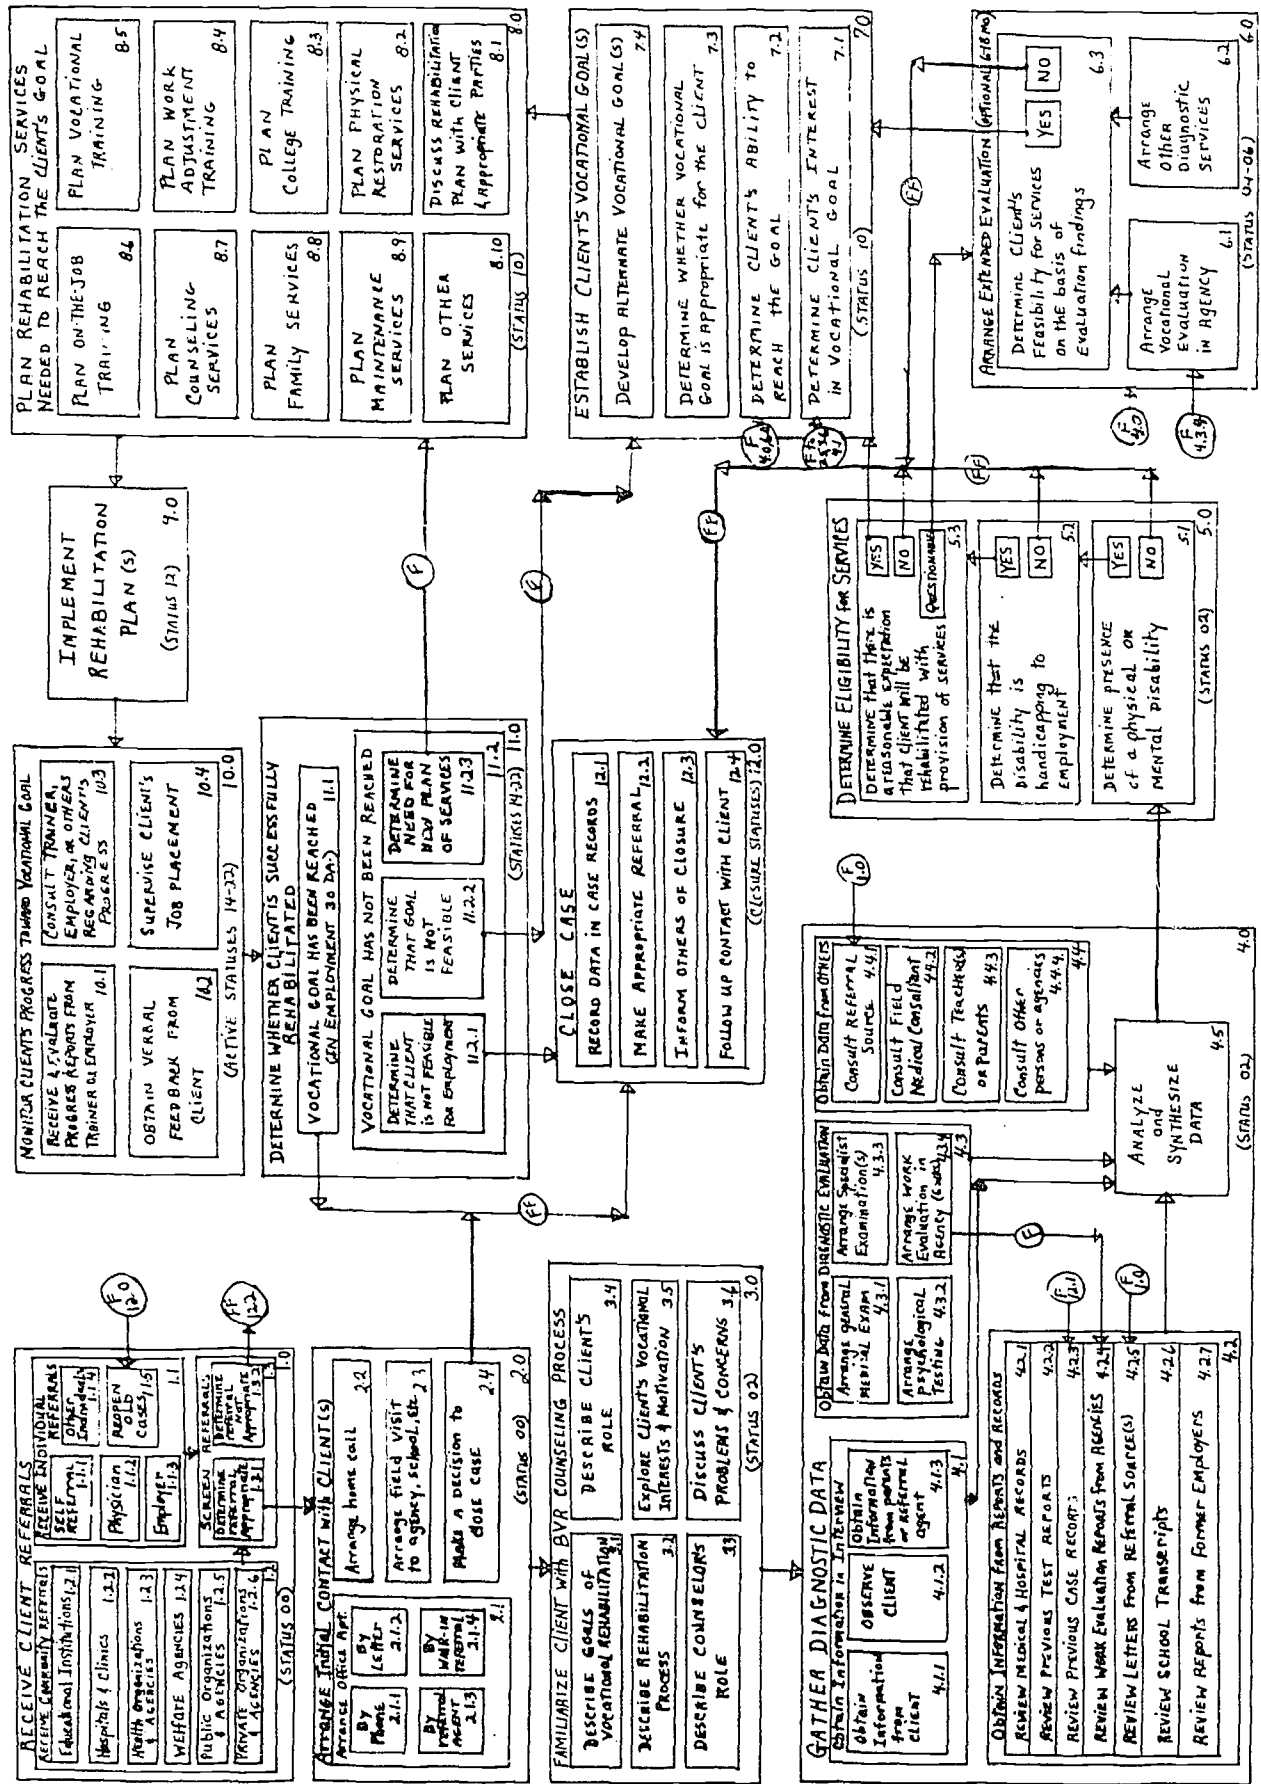 RECEIVE CLIENT REFERRALS
RECEIVE COMMUNITY REFERRALS
Educational Institutions 1.2.1
Hospitals & Clinics 1.2.2
Health Organizations
& AGENCIES 1.2.3
WELFARE AGENCIES 1.2.4
Public Organizations
& AGENCIES 1.2.5
PRIVATE Organizations
& AGENCIES 1.2.6
1.2
RECEIVE INDIVIDUAL
REFERRALS
SELF
REFERRAL
1.1.1
Physician
1.1.2
Employer
1.1.3
Other
Individuals
1.1.4
REOPEN
OLD
CASES 1.1.5
1.1
F
12.0
SCREEN REFERRALS
Determine
referral
Appropriate
1.3.1
Determine
referral
NOT
Appropriate
1.3.2
1.3
FF
12.2
(STATUS 00)
1.0
ARRANGE Initial CONTACT with CLIENT(S)
Arrange Office Apt.
By
PHONE
2.1.1
By
LETTER
2.1.2
By
referral
AGENT
2.1.3
By
WALK-IN
referral
2.1.4
2.1
Arrange home call
2.2
Arrange field visit
to agency, school, etc.
2.3
MAKE A Decision to
close case
2.4
(STATUS 00)
2.0
FF
FAMILIARIZE CLIENT with BVR COUNSELING PROCESS
DESCRIBE GOALS OF
VOCATIONAL REHABILITATION
3.1
DESCRIBE REHABILITATION
PROCESS
3.2
DESCRIBE COUNSELOR'S
ROLE
3.3
DESCRIBE CLIENT'S
ROLE
3.4
EXPLORE CLIENT'S VOCATIONAL
INTERESTS & MOTIVATION
3.5
DISCUSS CLIENT'S
PROBLEMS & CONCERNS
3.6
(STATUS 02)
3.0
GATHER DIAGNOSTIC DATA
Obtain Information in Interview
Obtain
Information
from
client
4.1.1
OBSERVE
CLIENT
4.1.2
Obtain
Information
from parents
or referral
agent
4.1.3
4.1
Obtain Information from Reports and Records
REVIEW MEDICAL & HOSPITAL RECORDS 4.2.1
REVIEW PREVIOUS TEST REPORTS 4.2.2
REVIEW PREVIOUS CASE RECORDS 4.2.3
REVIEW WORK EVALUATION REPORTS FROM AGENCIES 4.2.4
REVIEW LETTERS FROM REFERRAL SOURCE(S) 4.2.5
REVIEW SCHOOL TRANSCRIPTS 4.2.6
REVIEW REPORTS from FORMER EMPLOYERS 4.2.7
4.2
F
12.1
F
1.0
F
Obtain DATA from DIAGNOSTIC EVALUATION
Arrange general
MEDICAL EXAM
4.3.1
Arrange
psychological
TESTING 4.3.2
Arrange Specialist
Examination(s)
4.3.3
ARRANGE WORK
Evaluation in
Agency
4.3.4
4.3
Obtain Data from Others
Consult Referral
Source 4.4.1
Consult Field
Medical Consultant
4.4.2
Consult Teacher(s)
or Parents 4.4.3
Consult Other
persons or agencies
4.4.4
4.4
F
1.0
ANALYZE
and
SYNTHESIZE
DATA
4.5
(STATUS 02)
4.0
DETERMINE ELIGIBILITY FOR SERVICES
DETERMINE that there is
a reasonable expectation
that client will be
rehabilitated with
provision of services
YES
NO
QUESTIONABLE
5.3
Determine that the
Disability is
handicapping to
Employment
YES
NO
5.2
DETERMINE presence
of a physical or
MENTAL DISABILITY
YES
NO
5.1
(STATUS 02)
5.0
FF
FF
FF
ARRANGE EXTENDED EVALUATION (OPTIONAL 6-18 MO)
DETERMINE CLIENT'S
FEASIBILITY for SERVICES
on the basis of
Evaluation findings
YES
NO
6.3
Arrange
Vocational
Evaluation
in AGENCY
6.1
Arrange
Other
Diagnostic
SERVICES
6.2
(STATUS 04-06)
6.0
F
4.0
F
4.3.4
ESTABLISH CLIENT'S VOCATIONAL GOAL(S)
DEVELOP ALTERNATE VOCATIONAL GOAL(S)
7.4
DETERMINE WHETHER VOCATIONAL
GOAL is APPROPRIATE for the CLIENT
7.3
DETERMINE CLIENT'S ABILITY TO
REACH the GOAL
7.2
DETERMINE CLIENT'S INTEREST
in VOCATIONAL GOAL
7.1
(STATUS 10)
7.0
PLAN REHABILITATION SERVICES
NEEDED TO REACH the CLIENT'S GOAL
PLAN ON-THE-JOB
TRAINING
8.6
PLAN VOCATIONAL
TRAINING
8.5
PLAN
COUNSELING
SERVICES
8.7
PLAN WORK
ADJUSTMENT
TRAINING
8.4
PLAN
FAMILY SERVICES
8.8
PLAN
COLLEGE TRAINING
8.3
PLAN
MAINTENANCE
SERVICES
8.9
PLAN PHYSICAL
RESTORATION
SERVICES
8.2
PLAN OTHER
SERVICES
8.10
DISCUSS REHABILITATION
PLAN with CLIENT
& Appropriate PARTIES
8.1
(STATUS 10)
8.0
IMPLEMENT
REHABILITATION
PLAN(S)
(STATUS 12)
9.0
MONITOR CLIENT'S PROGRESS TOWARD VOCATIONAL GOAL
RECEIVE & EVALUATE
PROGRESS REPORTS FROM
TRAINER or EMPLOYER
10.1
CONSULT TRAINER,
EMPLOYER, OR OTHERS
REGARDING CLIENT'S
PROGRESS
10.3
OBTAIN VERBAL
FEEDBACK FROM
CLIENT
10.2
SUPERVISE CLIENT'S
JOB PLACEMENT
10.4
(ACTIVE STATUSES 14-22)
10.0
DETERMINE WHETHER CLIENT IS SUCCESSFULLY
REHABILITATED
VOCATIONAL GOAL HAS BEEN REACHED
EMPLOYMENT 30 DA.)
11.1
VOCATIONAL GOAL HAS NOT BEEN REACHED
DETERMINE
THAT CLIENT
is NOT FEASIBLE
FOR EMPLOYMENT
11.2.1
DETERMINE
THAT GOAL
is NOT
FEASIBLE
11.2.2
DETERMINE
NEED FOR
NEW PLAN
OF SERVICES
11.2.3
11.2
(STATUSES 14-22)
11.0
F
F
CLOSE CASE
RECORD DATA IN CASE RECORDS
12.1
MAKE APPROPRIATE REFERRAL
12.2
INFORM OTHERS OF CLOSURE
12.3
FOLLOW UP CONTACT WITH CLIENT
12.4
(CLOSURE STATUSES) 12.0